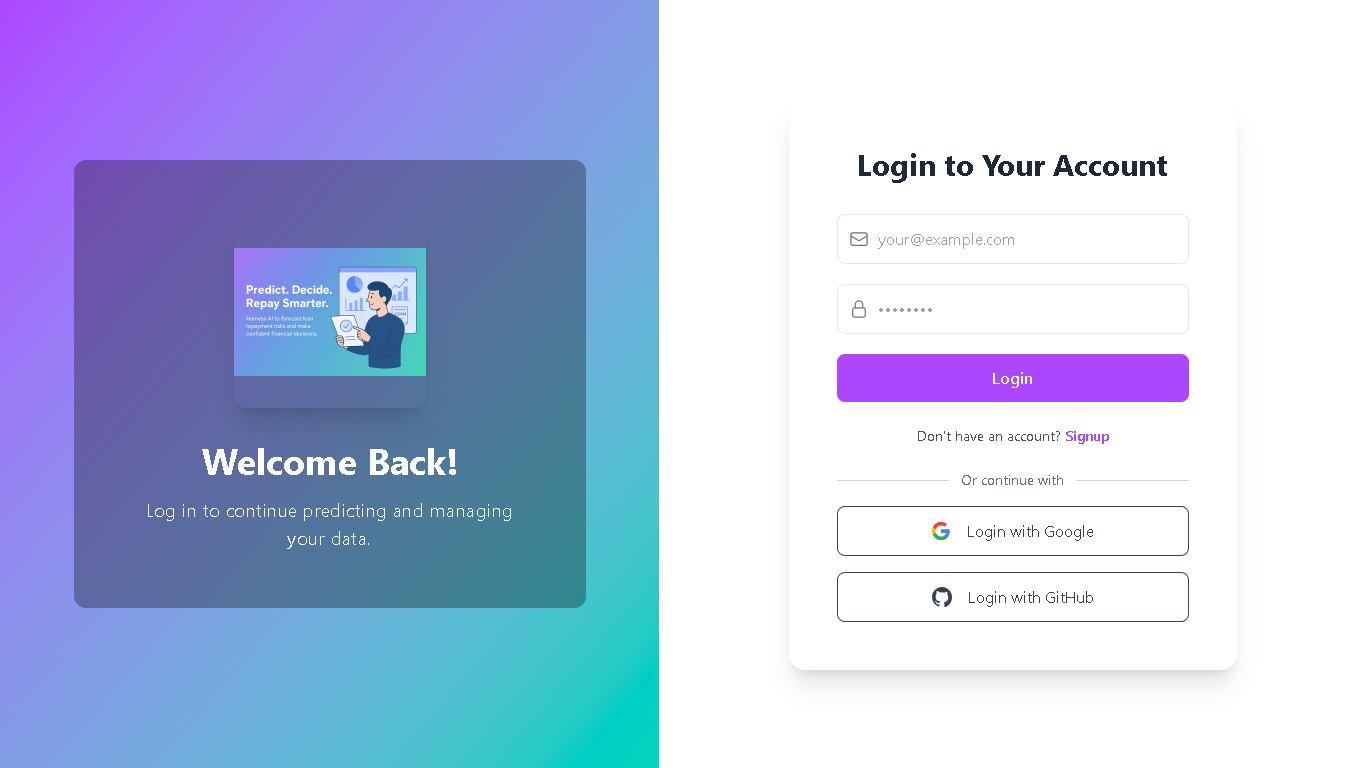 Predict. Decide.
Repay Smarter.
Harness AI to forecast loan
repayment risks and make
confident financial decisions.
LOAN
Welcome Back!
Log in to continue predicting and managing
your data.
Login to Your Account
your@example.com
••••••••
Login
Don't have an account? Signup
Or continue with
Login with Google
Login with GitHub